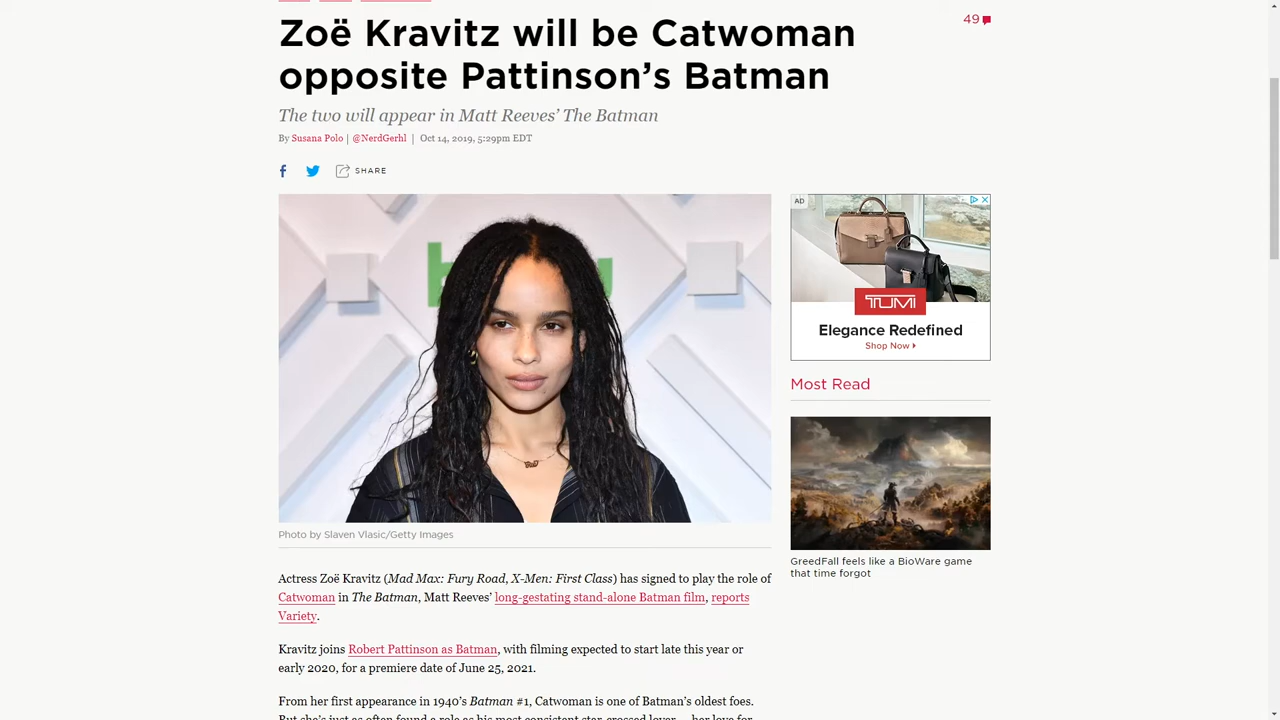 Zoë Kravitz will be Catwoman
opposite Pattinson’s Batman
49
The two will appear in Matt Reeves’ The Batman
By Susana Polo | @NerdGerhl | Oct 14, 2019, 5:29pm EDT
SHARE
Photo by Slaven Vlasic/Getty Images
Actress Zoë Kravitz (Mad Max: Fury Road, X-Men: First Class) has signed to play the role of
Catwoman in The Batman, Matt Reeves’ long-gestating stand-alone Batman film, reports
Variety.
Kravitz joins Robert Pattinson as Batman, with filming expected to start late this year or
early 2020, for a premiere date of June 25, 2021.
From her first appearance in 1940’s Batman #1, Catwoman is one of Batman’s oldest foes.
But she’s just as often found a role as his most consistent star-crossed lover — her love for
AD
TUMI
Elegance Redefined
Shop Now
Most Read
GreedFall feels like a BioWare game
that time forgot